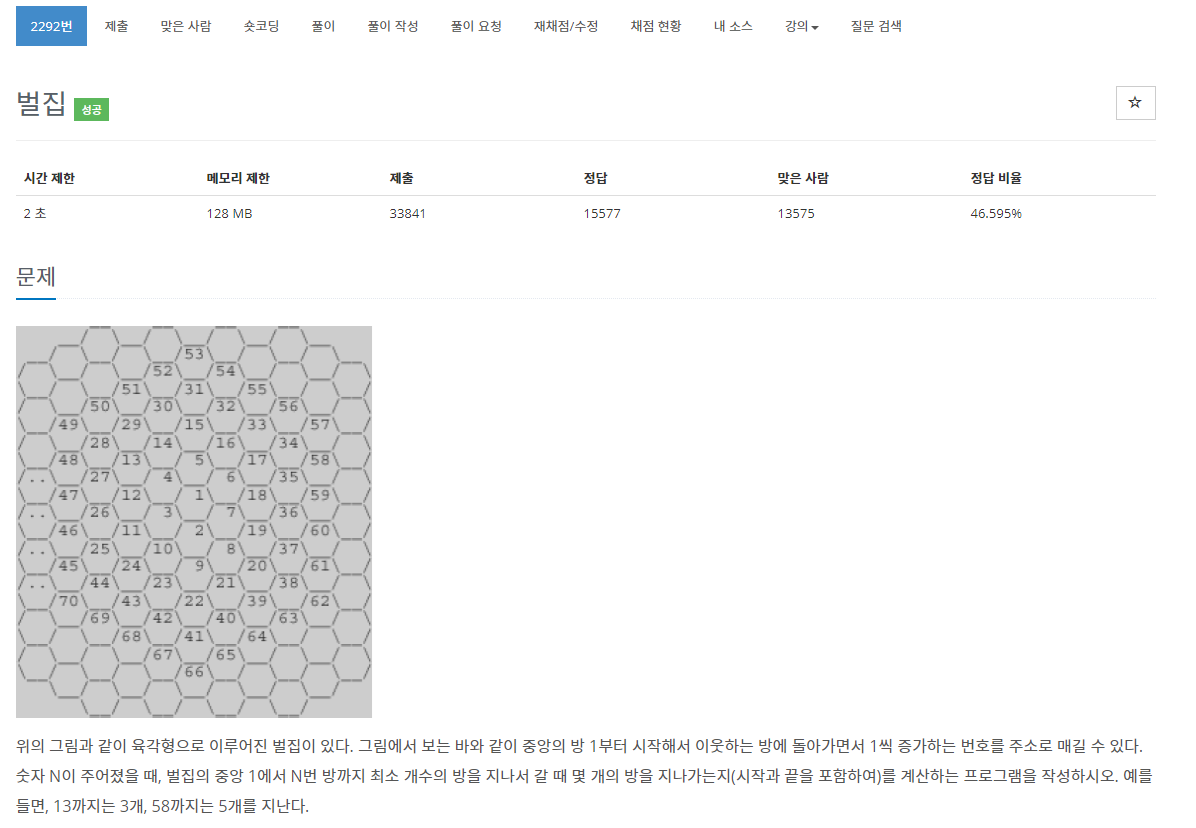 2292번 제출 맞은 사람 숏코딩 풀이 풀이 작성 풀이 요청 재채점/수정 채점 현황 내 소스 강의 질문 검색
벌집 성공
☆
시간 제한 메모리 제한 제출 정답 맞은 사람 정답 비율
2 초 128 MB 33841 15577 13575 46.595%
문제
53
52 54
51 31 55
50 30 32 56
49 29 15 33 57
28 14 16 34
48 13 5 17 58
.. 27 4 6 35
47 12 1 18 59
.. 26 3 7 36
46 11 2 19 60
.. 25 10 8 37
45 24 9 20 61
.. 44 23 21 38
70 43 22 39 62
69 42 40 63
68 41 64
67 65
66
위의 그림과 같이 육각형으로 이루어진 벌집이 있다. 그림에서 보는 바와 같이 중앙의 방 1부터 시작해서 이웃하는 방에 돌아가면서 1씩 증가하는 번호를 주소로 매길 수 있다.
숫자 N이 주어졌을 때, 벌집의 중앙 1에서 N번 방까지 최소 개수의 방을 지나서 갈 때 몇 개의 방을 지나가는지(시작과 끝을 포함하여)를 계산하는 프로그램을 작성하시오. 예를
들면, 13까지는 3개, 58까지는 5개를 지난다.